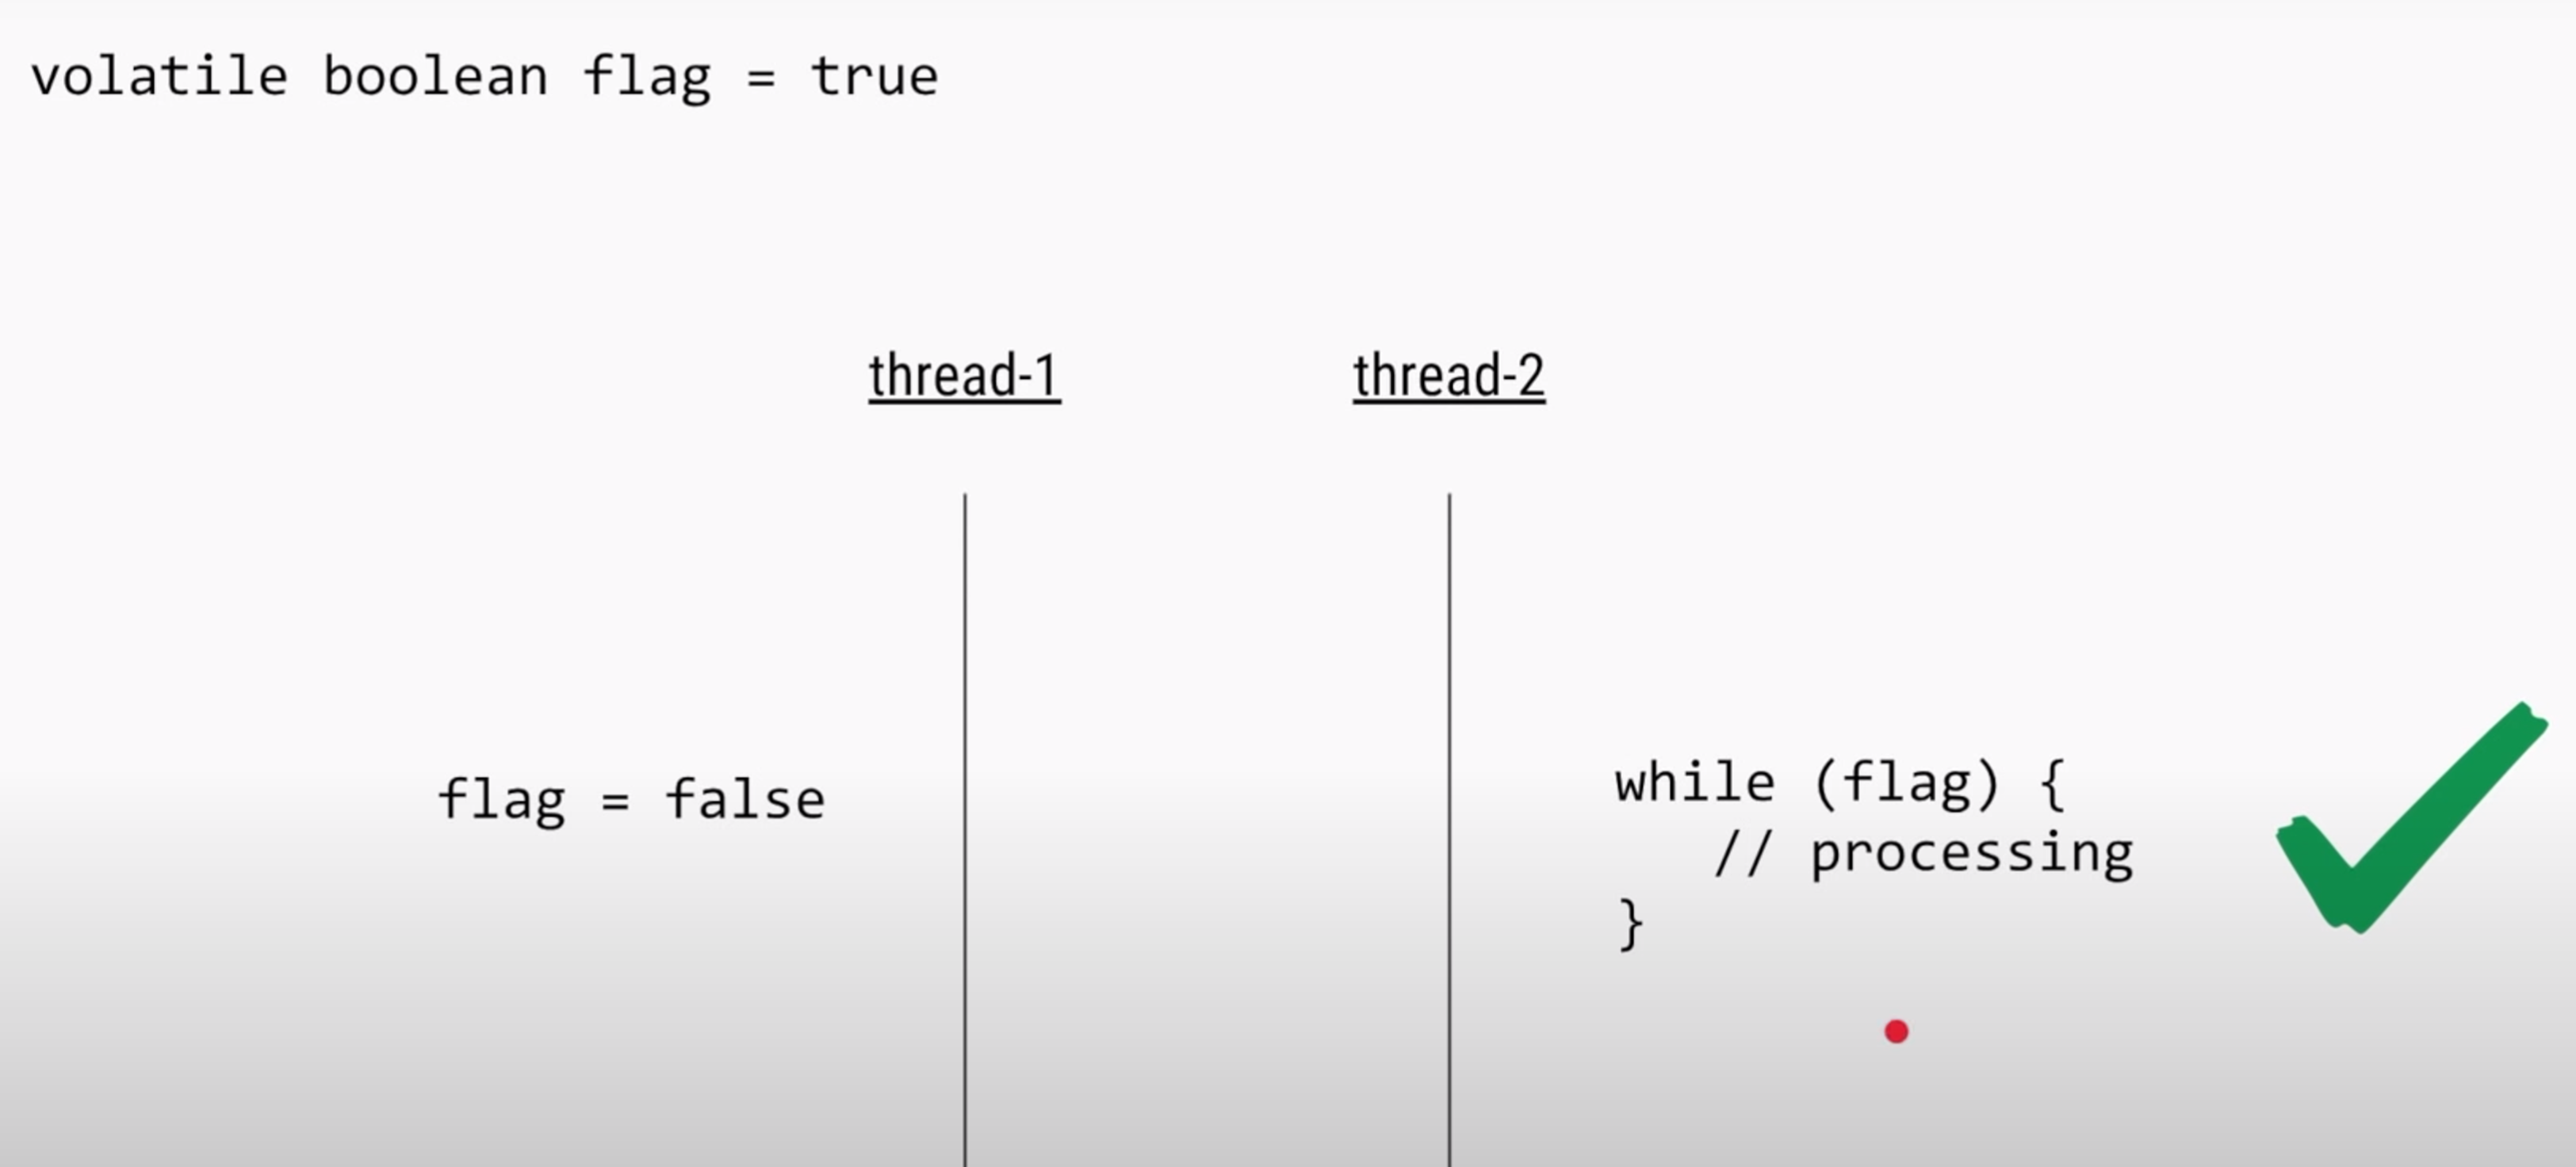 volatile boolean flag = true
thread-1
thread-2
flag = false
while (flag) {
// processing
}